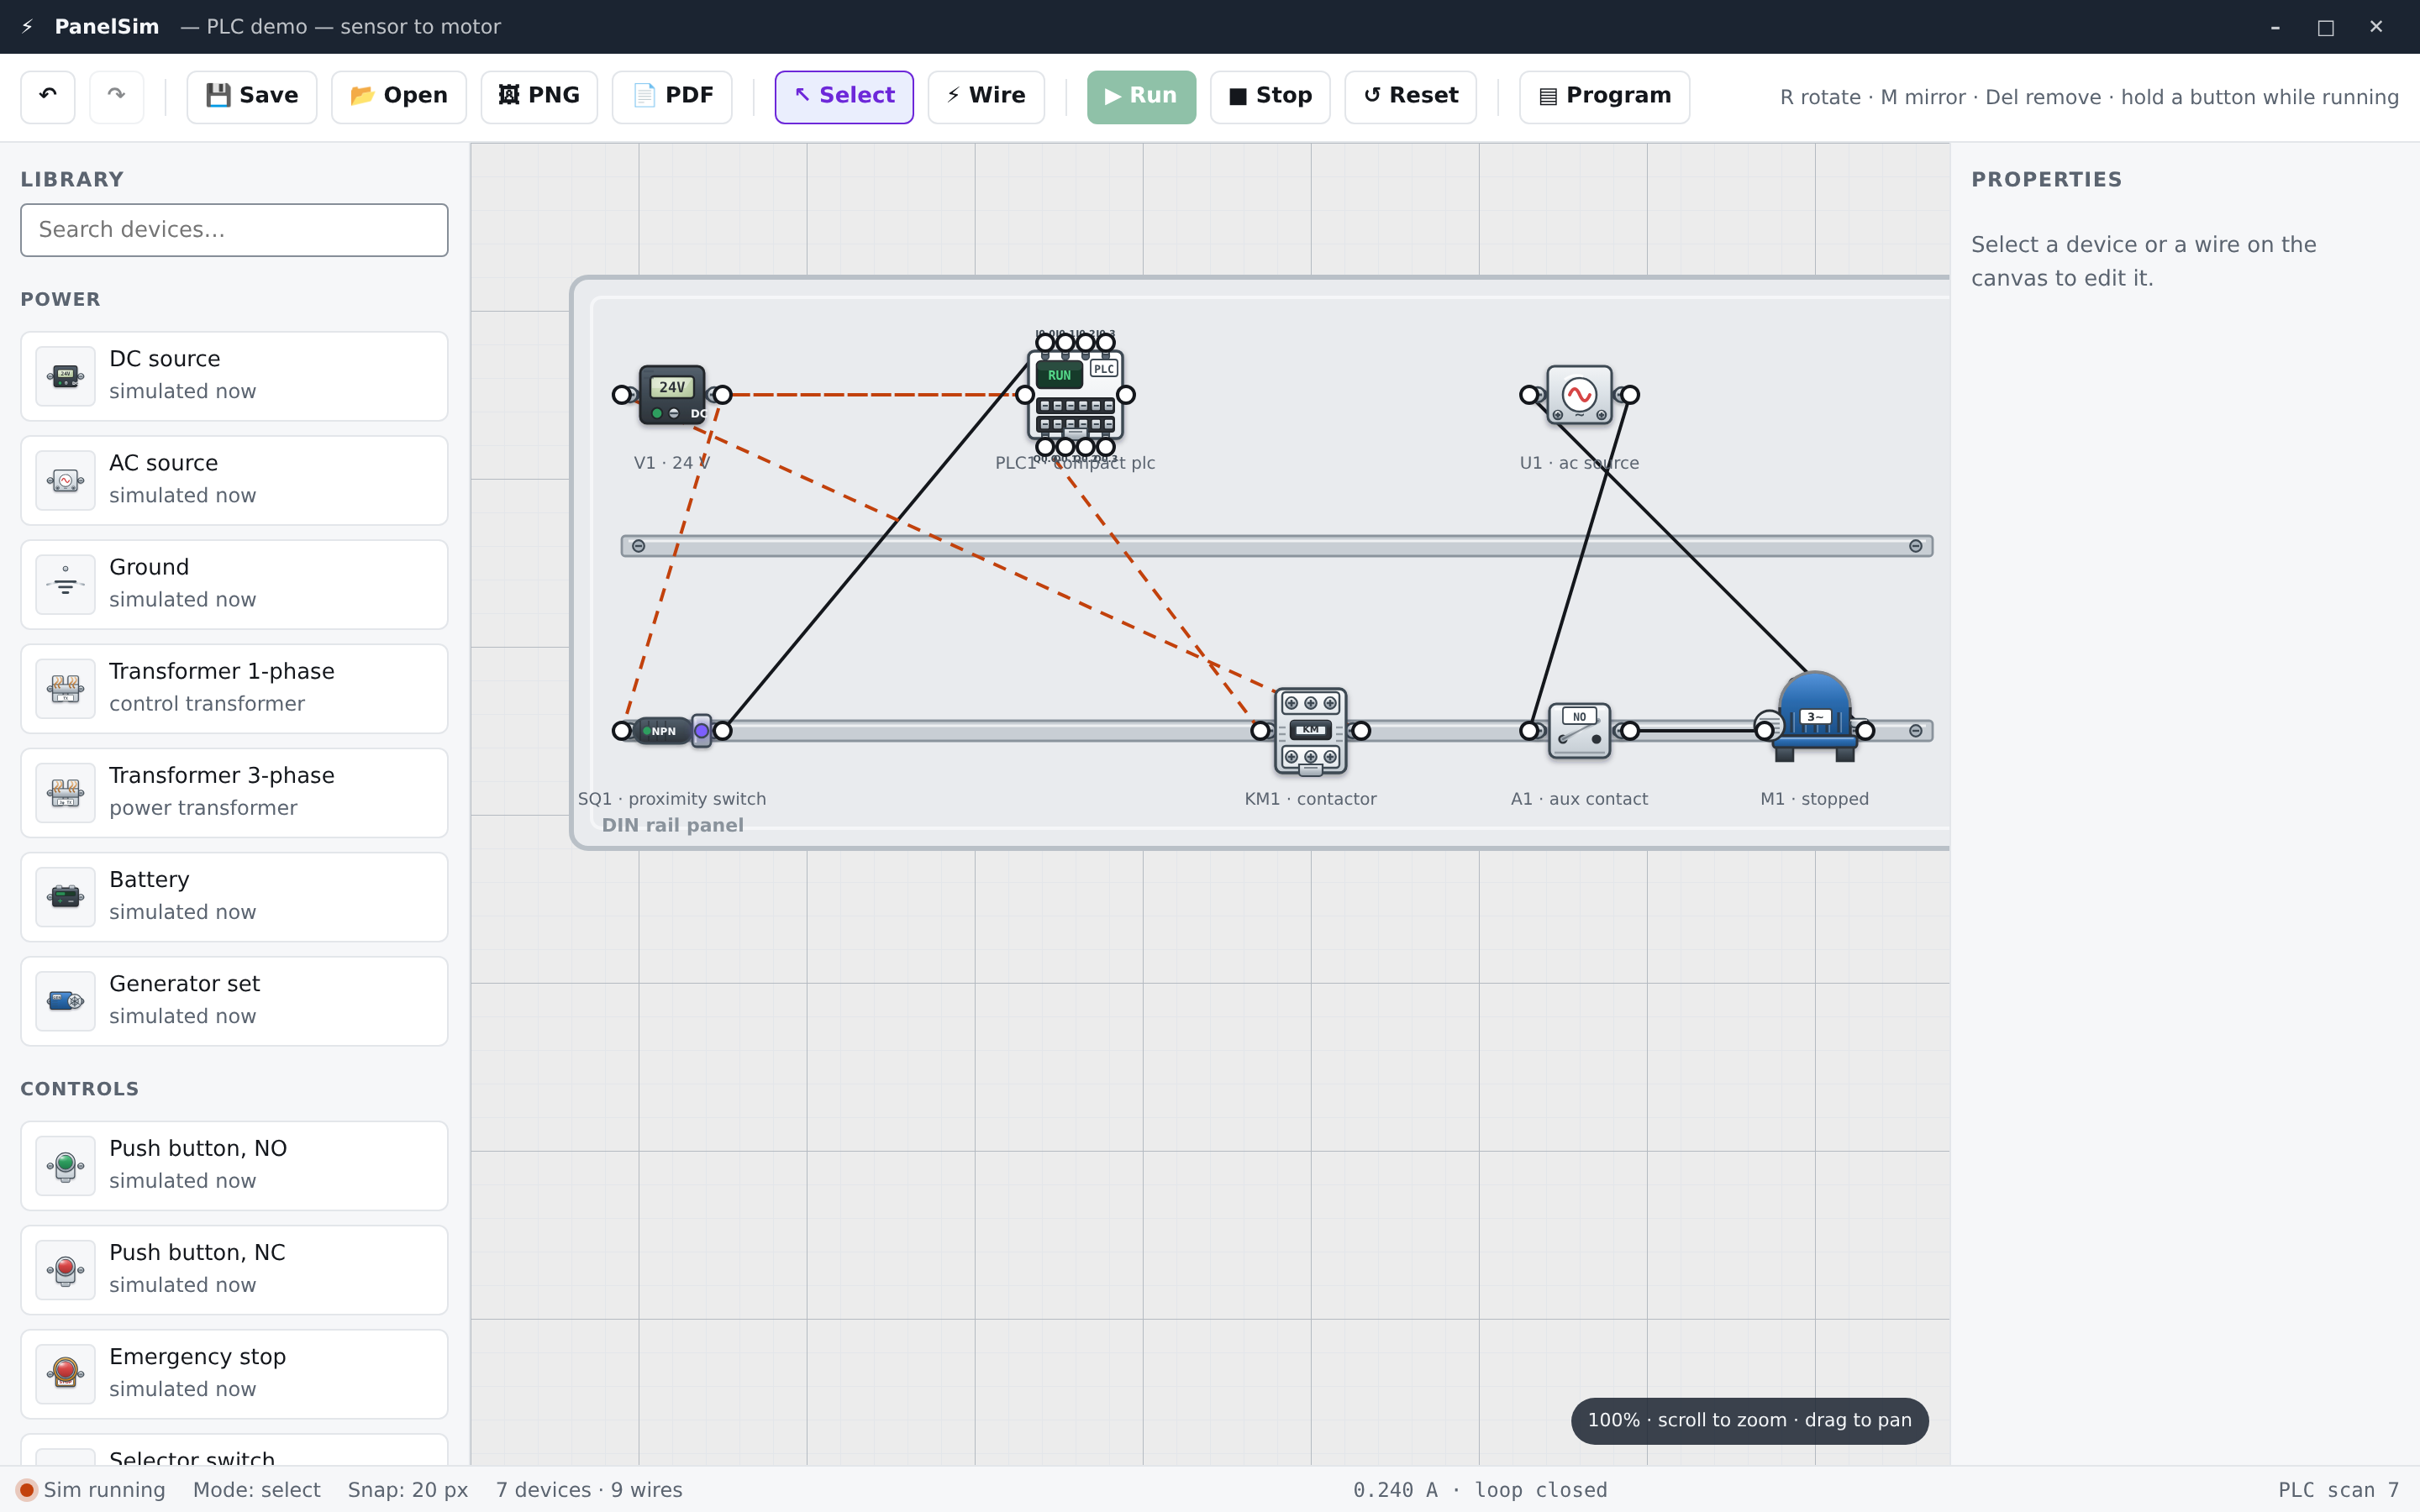 ⚡ PanelSim — PLC demo — sensor to motor
↶ ↷ 💾 Save 📂 Open 🖼 PNG 📄 PDF ↖ Select ⚡ Wire ▶ Run ■ Stop ↺ Reset ▤ Program R rotate · M mirror · Del remove · hold a button while running
LIBRARY
Search devices...
POWER
DC source
simulated now
AC source
simulated now
Ground
simulated now
Transformer 1-phase
control transformer
Transformer 3-phase
power transformer
Battery
simulated now
Generator set
simulated now
CONTROLS
Push button, NO
simulated now
Push button, NC
simulated now
Emergency stop
simulated now
Selector switch
24V
DC
V1 · 24 V
RUN
PLC
PLC1 · compact plc
~
U1 · ac source
NPN
SQ1 · proximity switch
KM
KM1 · contactor
NO
A1 · aux contact
3~
M1 · stopped
DIN rail panel
100% · scroll to zoom · drag to pan
PROPERTIES
Select a device or a wire on the
canvas to edit it.
Sim running Mode: select Snap: 20 px 7 devices · 9 wires 0.240 A · loop closed PLC scan 7